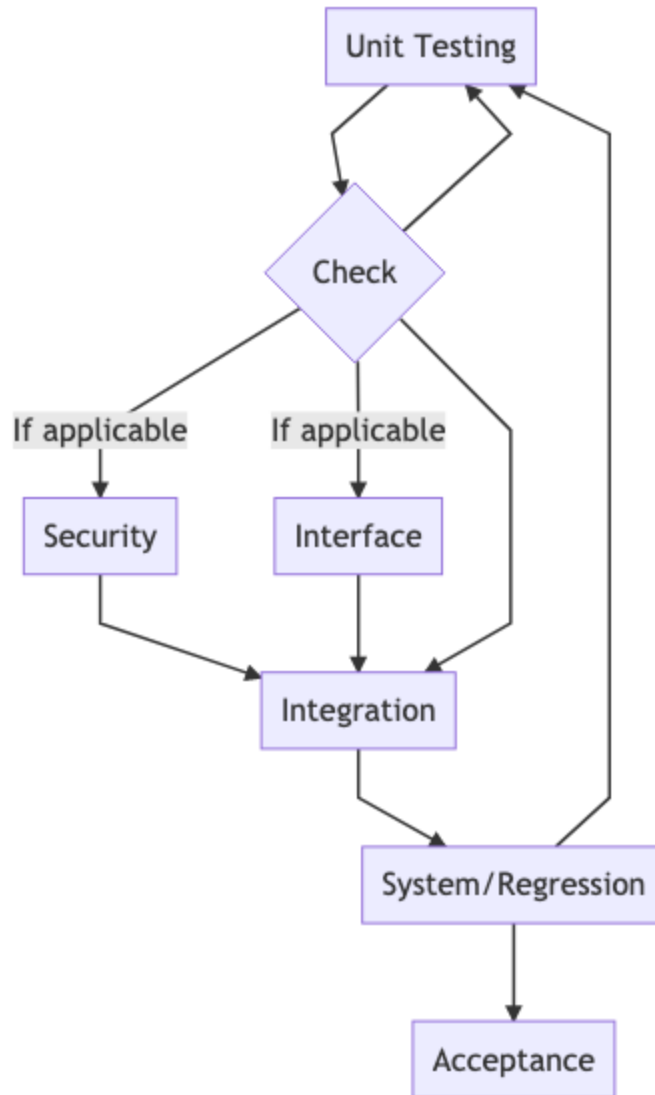 Unit Testing
Check
If applicable
If applicable
Security
Interface
Integration
System/Regression
Acceptance